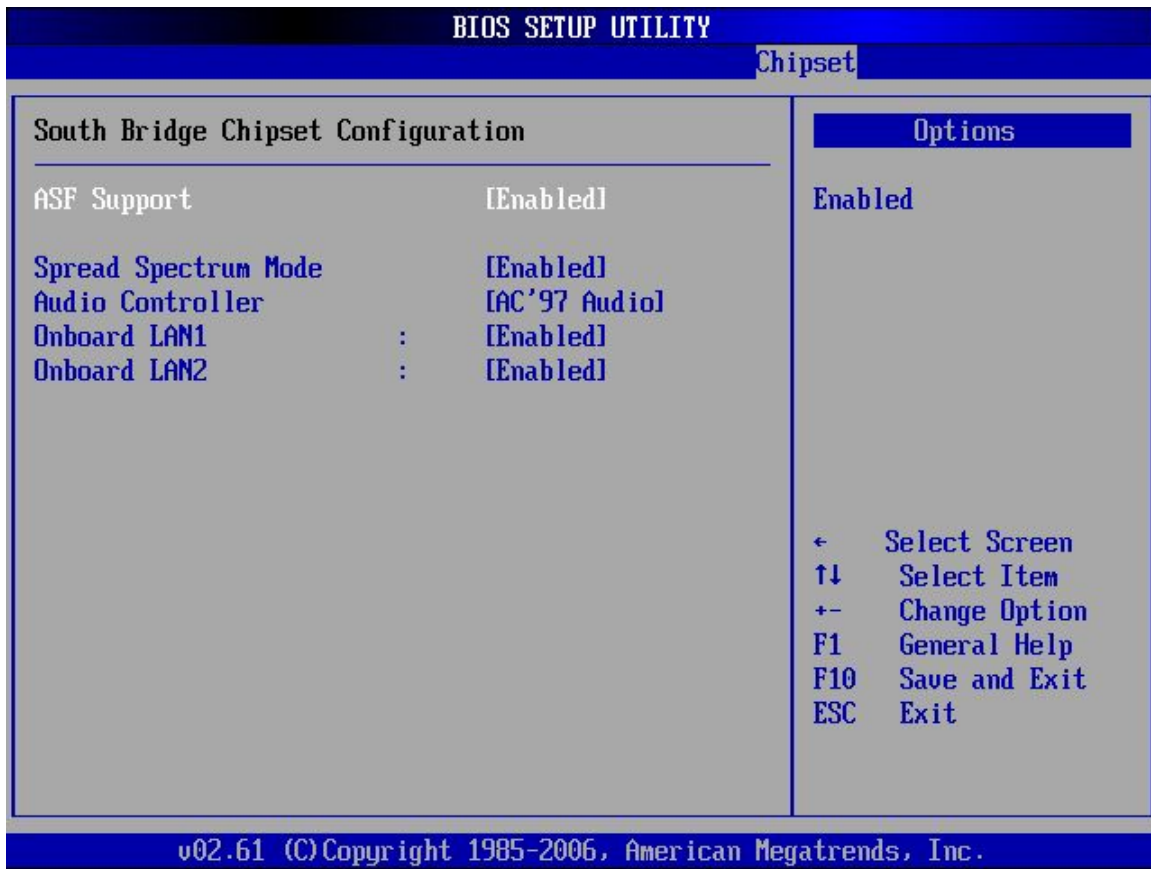 BIOS SETUP UTILITY
Chipset
South Bridge Chipset Configuration
ASF Support [Enabled]
Spread Spectrum Mode [Enabled]
Audio Controller [AC'97 Audio]
Onboard LAN1 : [Enabled]
Onboard LAN2 : [Enabled]
Options
Enabled
← Select Screen
↑↓ Select Item
+- Change Option
F1 General Help
F10 Save and Exit
ESC Exit
v02.61 (C)Copyright 1985-2006, American Megatrends, Inc.